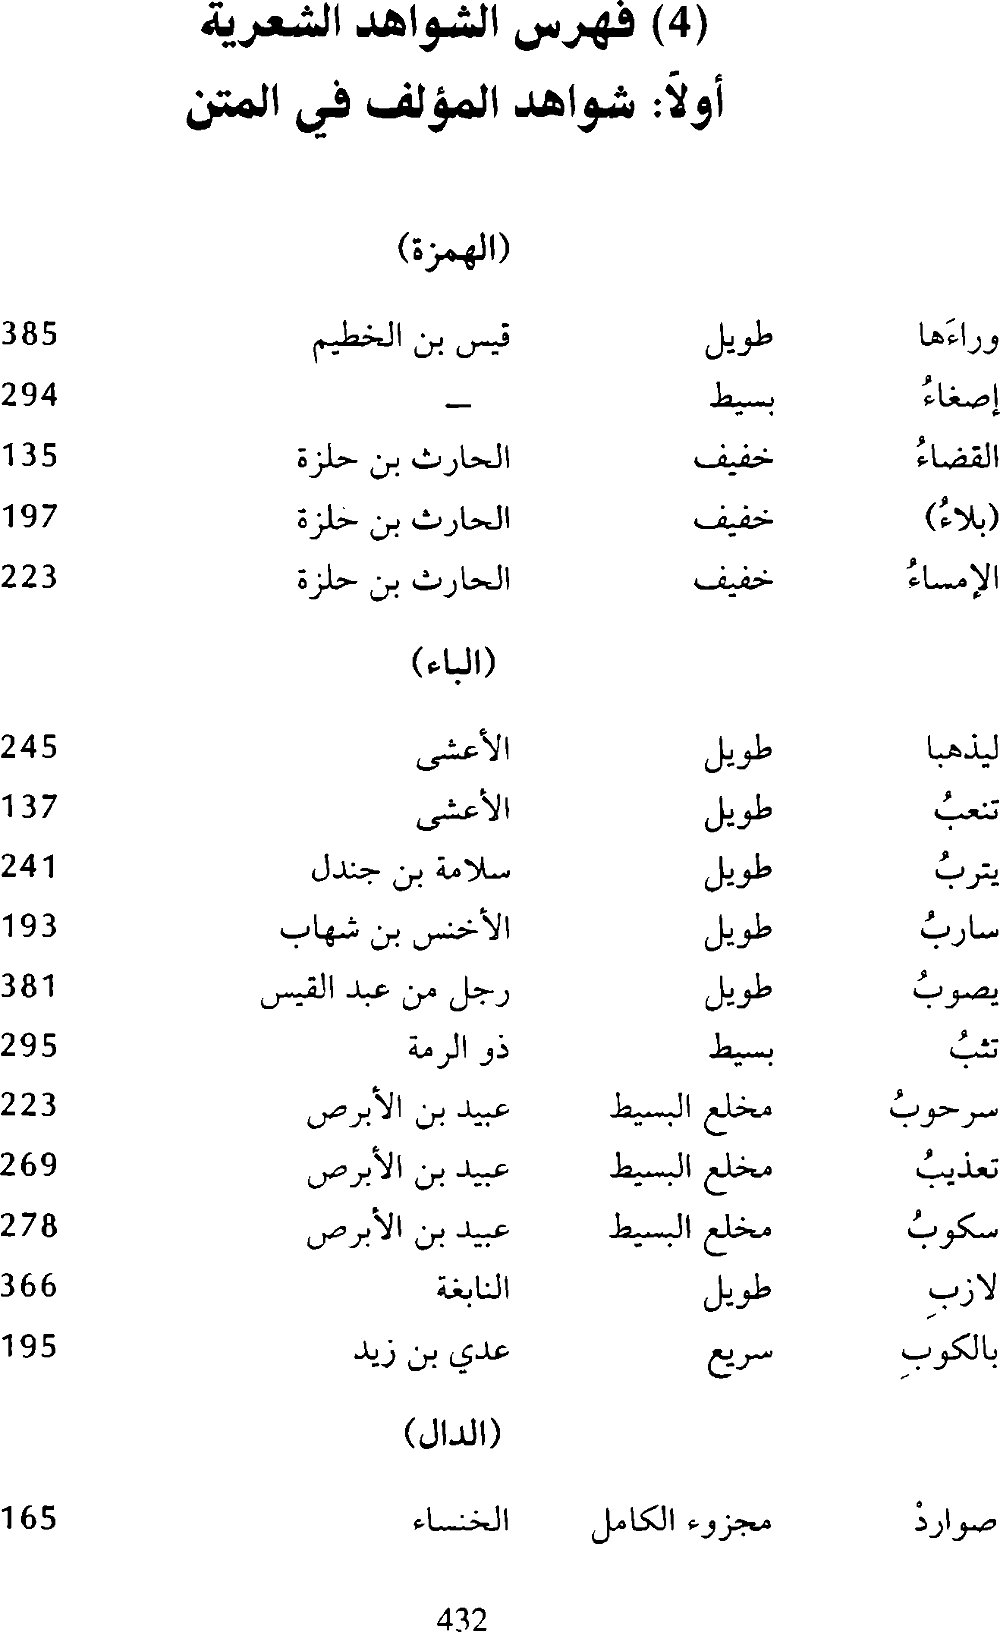 (4) فهرس الشواهد الشعرية
أولاً: شواهد المؤلف في المتن
(الهمزة)
وراءَها طويل قيس بن الخطيم 385
إصغاءُ بسيط – 294
القضاءُ خفيف الحارث بن حلزة 135
(بلاءُ) خفيف الحارث بن خلزة 197
الإمساءُ خفيف الحارث بن حلزة 223
(الباء)
ليذهبا طويل الأعشى 245
تنعبُ طويل الأعشى 137
يتربُ طويل سلامة بن جندل 241
ساربُ طويل الأخنس بن شهاب 193
يصوبُ طويل رجل من عبد القيس 381
تثبُ بسيط ذو الرمة 295
سرحوبُ مخلع البسيط عبيد بن الأبرص 223
تعذيبُ مخلع البسيط عبيد بن الأبرص 269
سكوبُ مخلع البسيط عبيد بن الأبرص 278
لازبِ طويل النابغة 366
بالكوبِ سريع عدي بن زيد 195
(الدال)
صواردْ مجزوء الكامل الخنساء 165
432